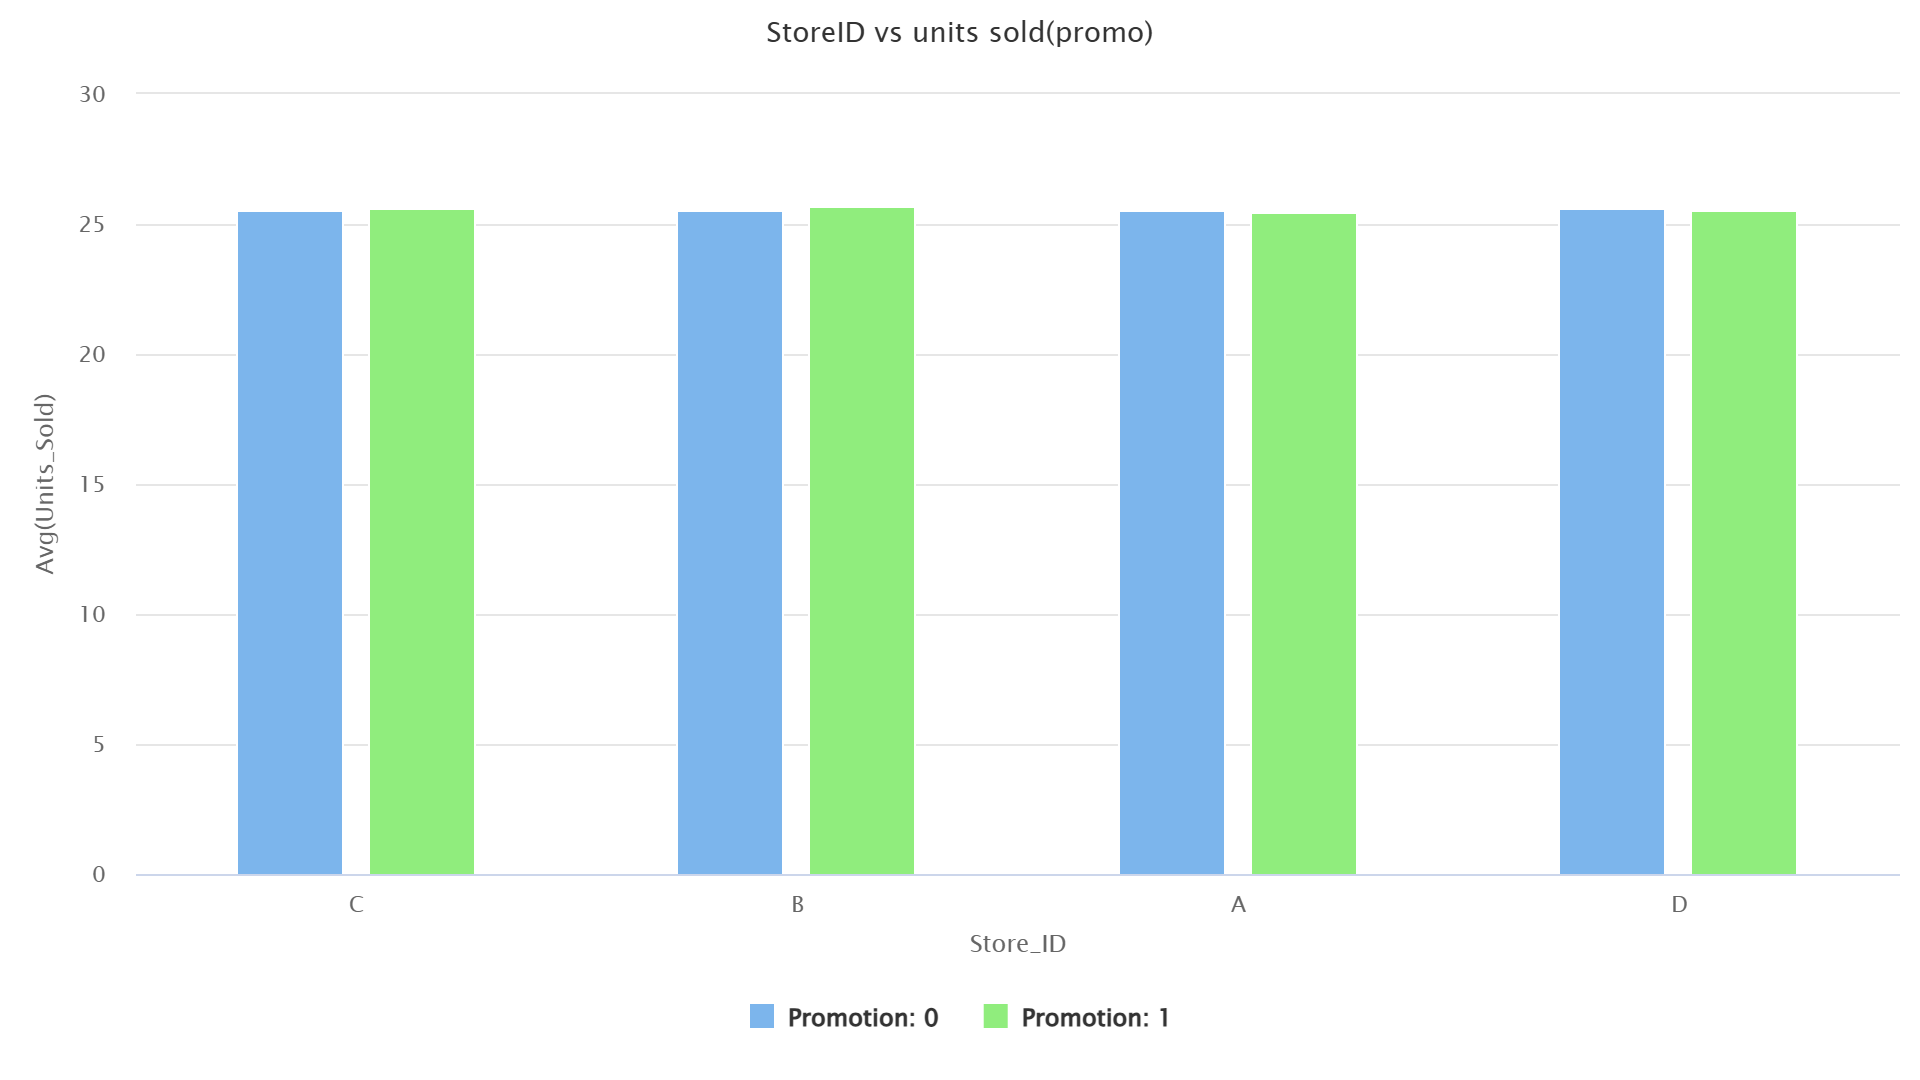 StoreID vs units sold(promo)
30
25
20
15
10
5
0
Avg(Units_Sold)
C
B
A
D
Store_ID
Promotion: 0
Promotion: 1